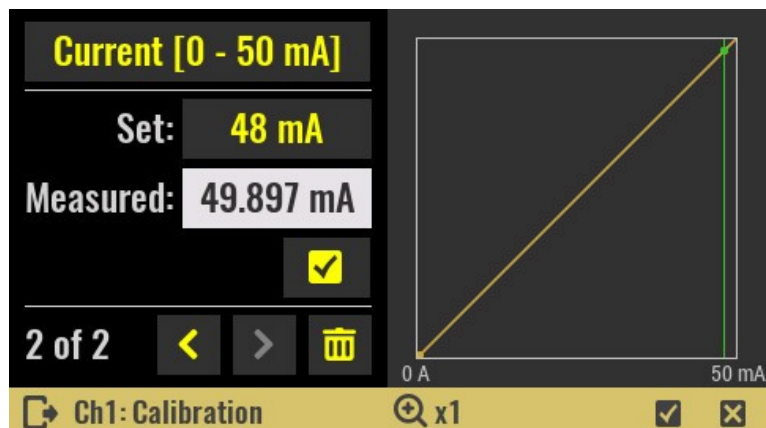 Current [0 - 50 mA]
Set: 48 mA
Measured: 49.897 mA
2 of 2
0 A 50 mA
Ch1: Calibration x1